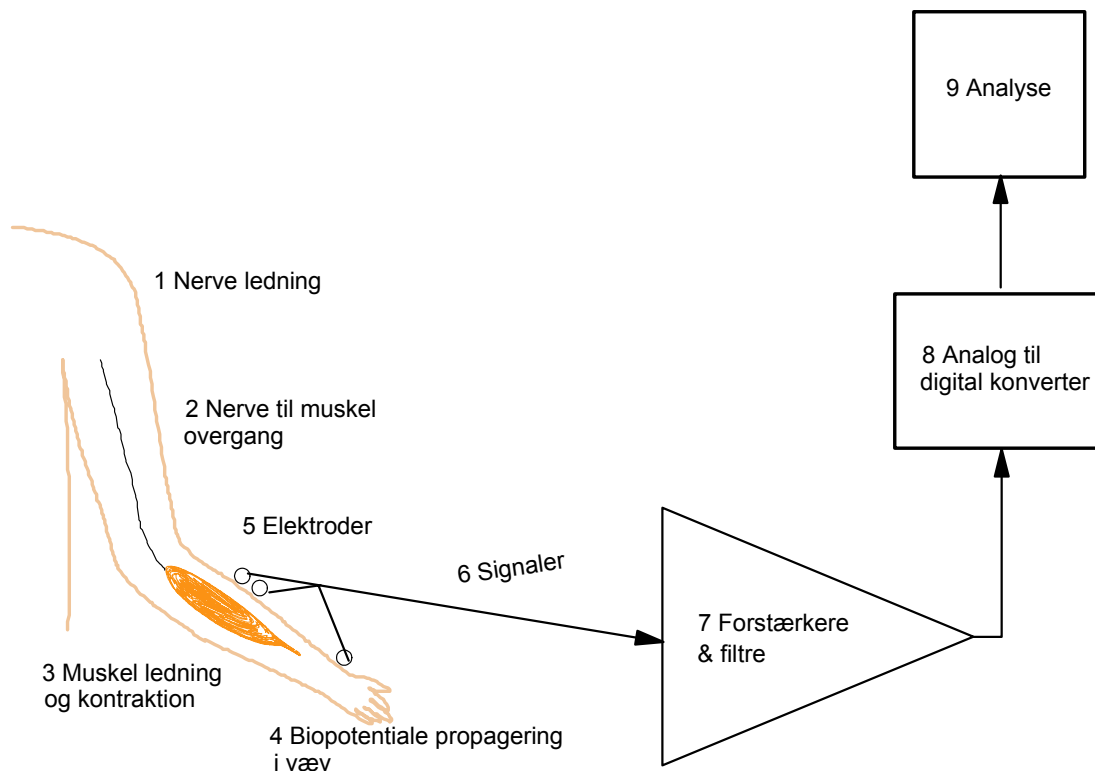 1 Nerve ledning
2 Nerve til muskel
overgang
3 Muskel ledning
og kontraktion
4 Biopotentiale propagering
i væv
5 Elektroder
6 Signaler
7 Forstærkere
& filtre
8 Analog til
digital konverter
9 Analyse